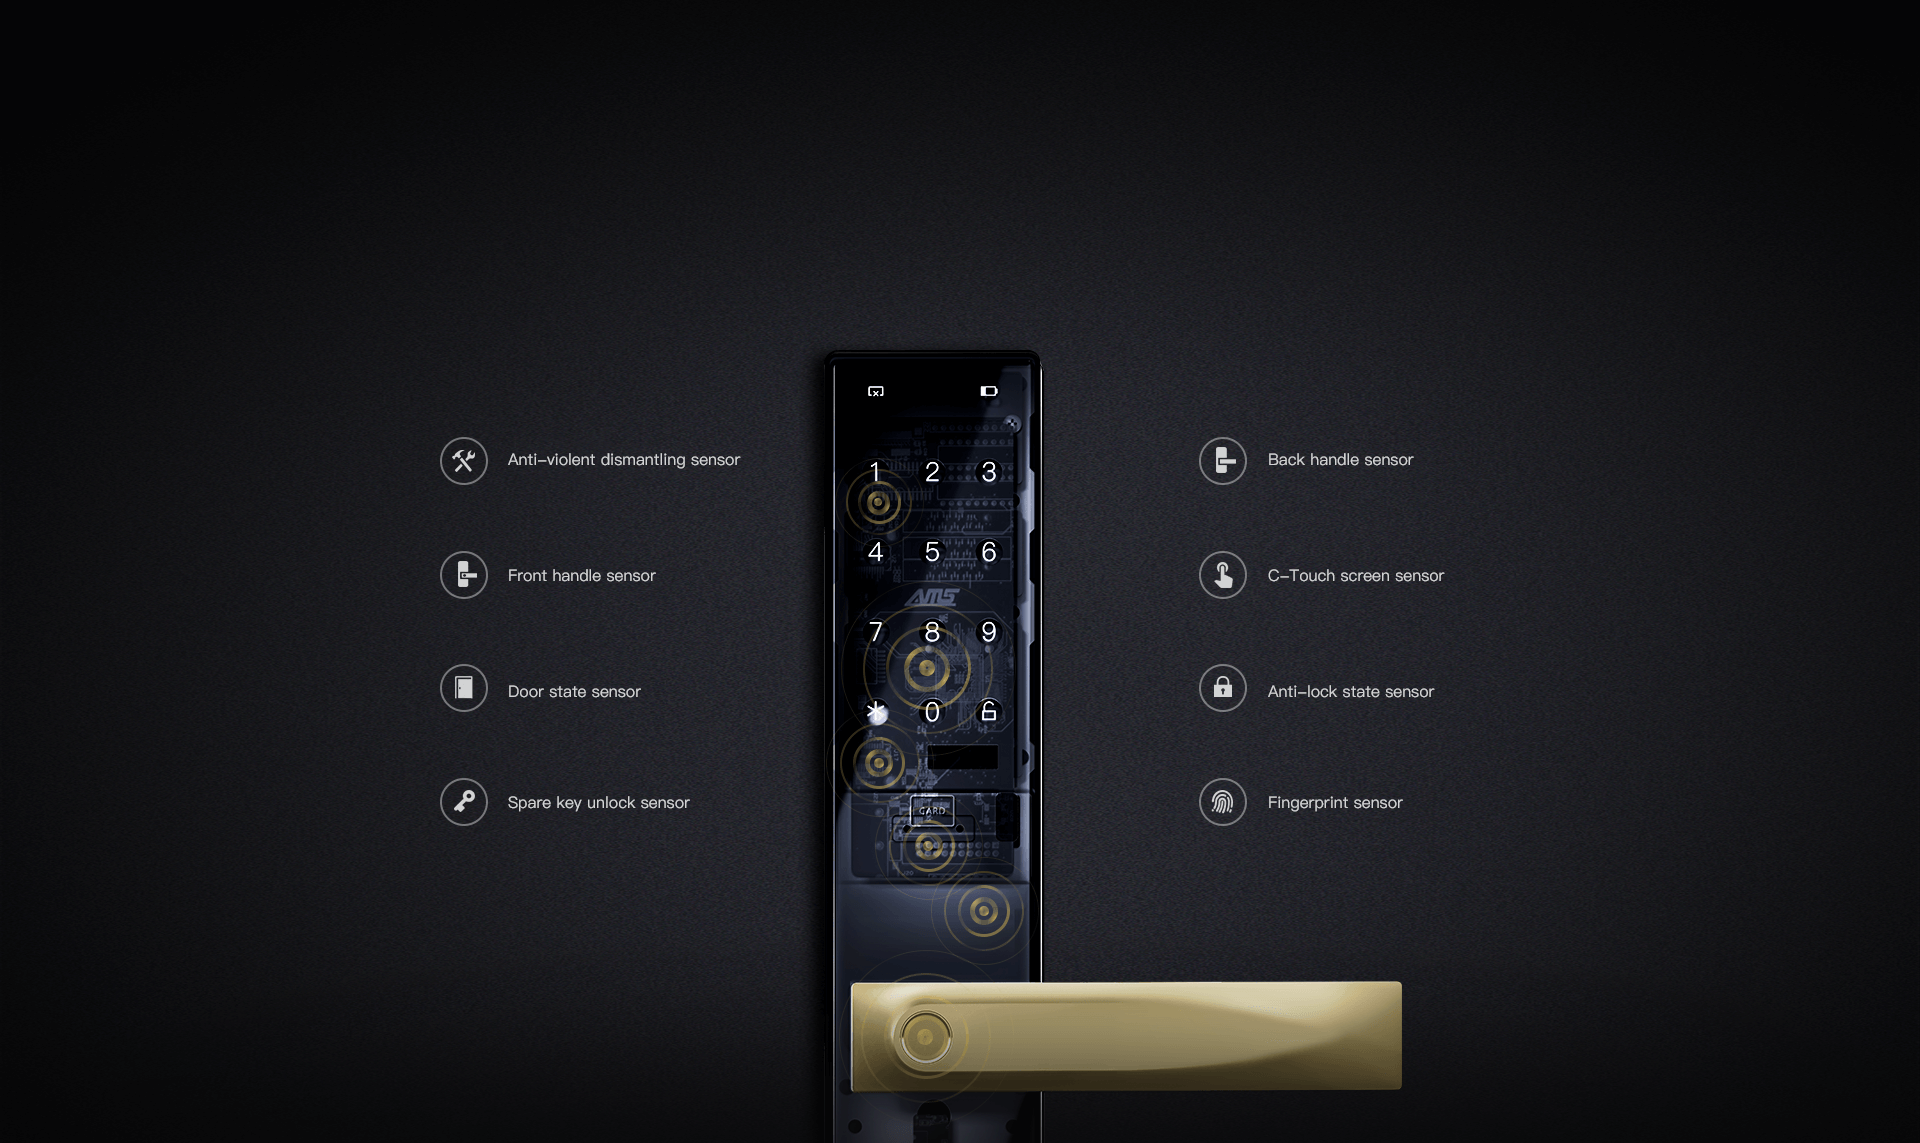 Anti-violent dismantling sensor
Front handle sensor
Door state sensor
Spare key unlock sensor
1 2 3
4 5 6
AMS
7 8 9
* 0
CARD
Back handle sensor
C-Touch screen sensor
Anti-lock state sensor
Fingerprint sensor